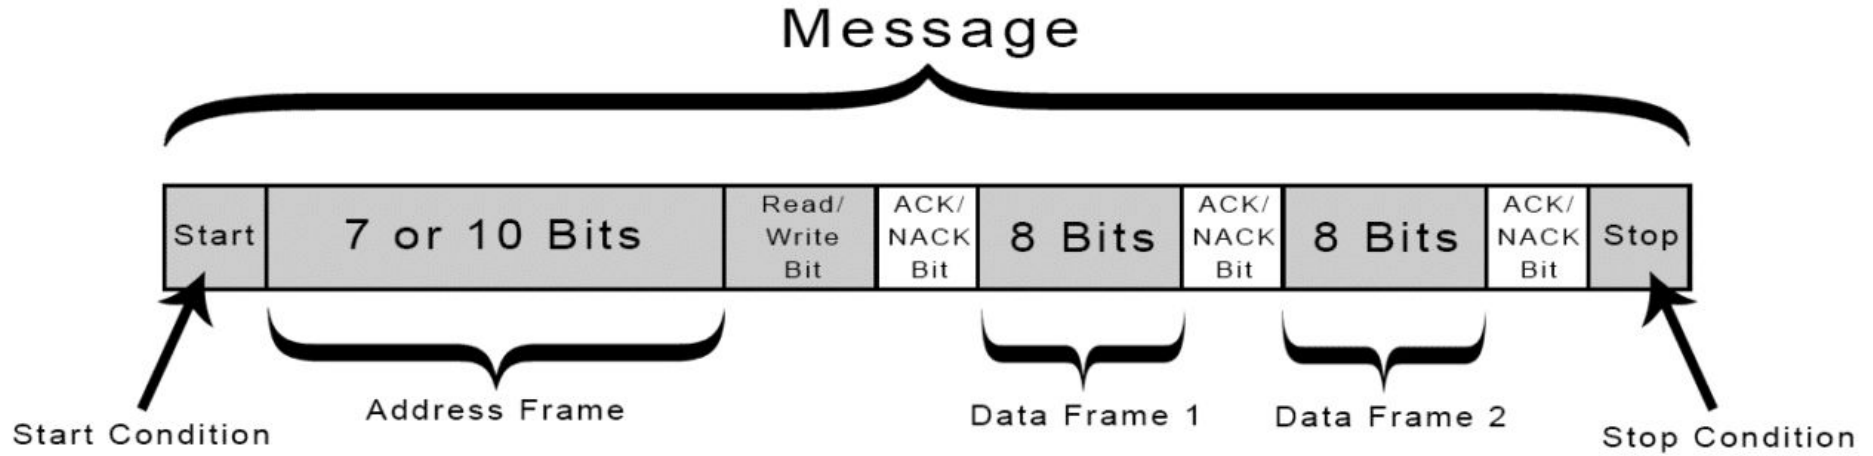 Message
Start
7 or 10 Bits
Read/
Write
Bit
ACK/
NACK
Bit
8 Bits
ACK/
NACK
Bit
8 Bits
ACK/
NACK
Bit
Stop
Start Condition
Address Frame
Data Frame 1
Data Frame 2
Stop Condition